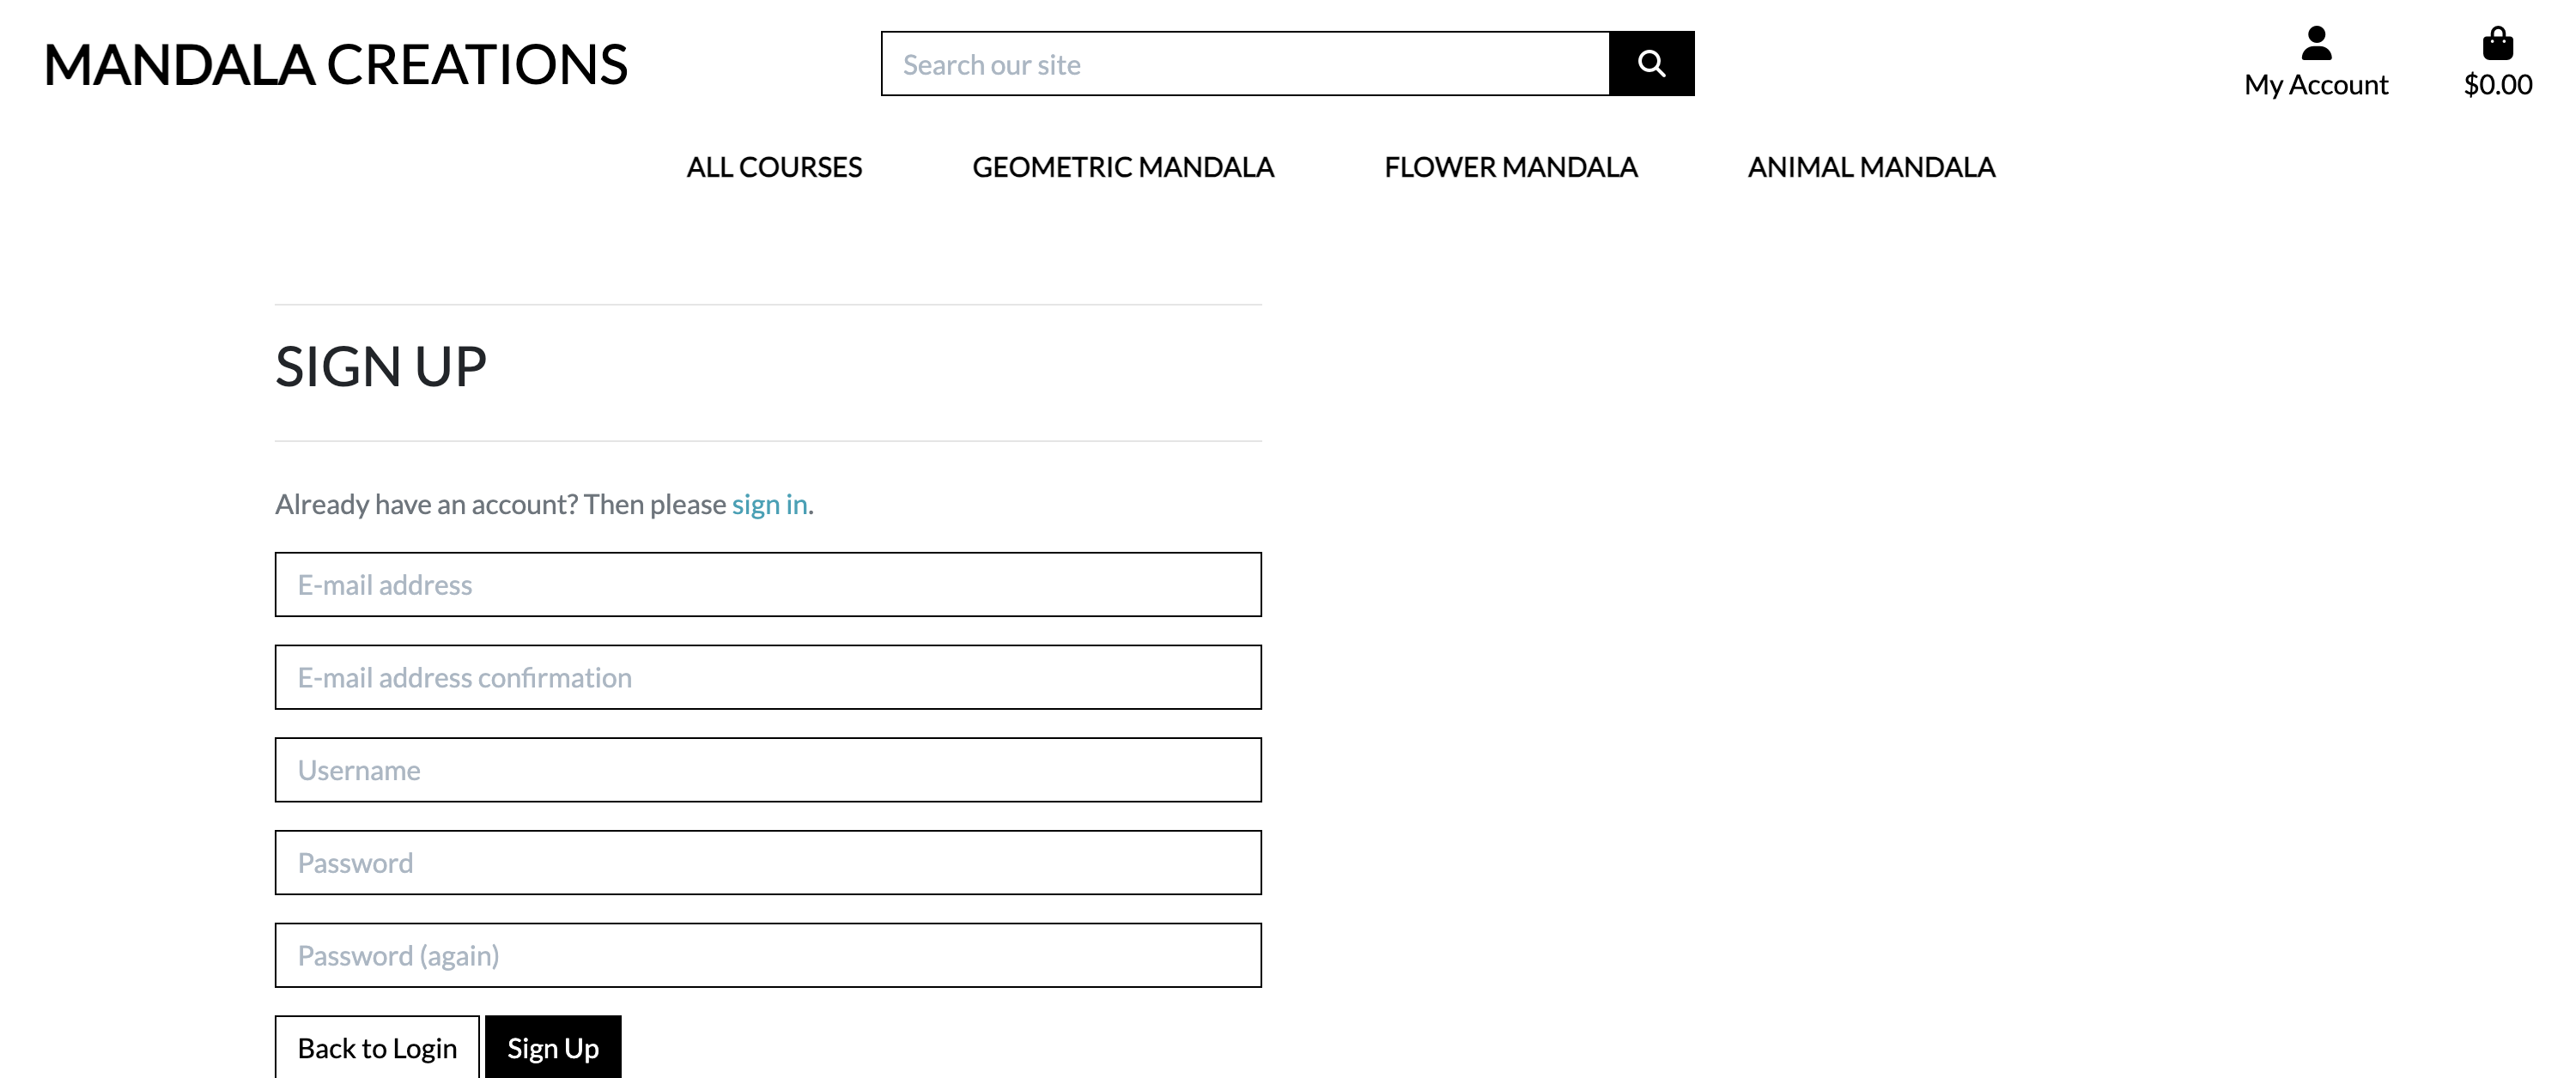 MANDALA CREATIONS
Search our site
My Account
$0.00
ALL COURSES
GEOMETRIC MANDALA
FLOWER MANDALA
ANIMAL MANDALA
SIGN UP
Already have an account? Then please sign in.
E-mail address
E-mail address confirmation
Username
Password
Password (again)
Back to Login
Sign Up